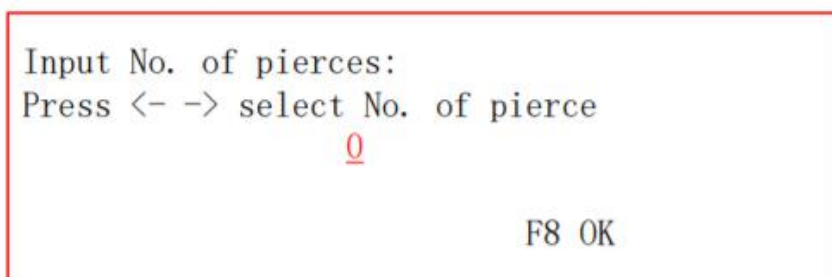 Input No. of pierces:
Press <- -> select No. of pierce
0
F8 OK